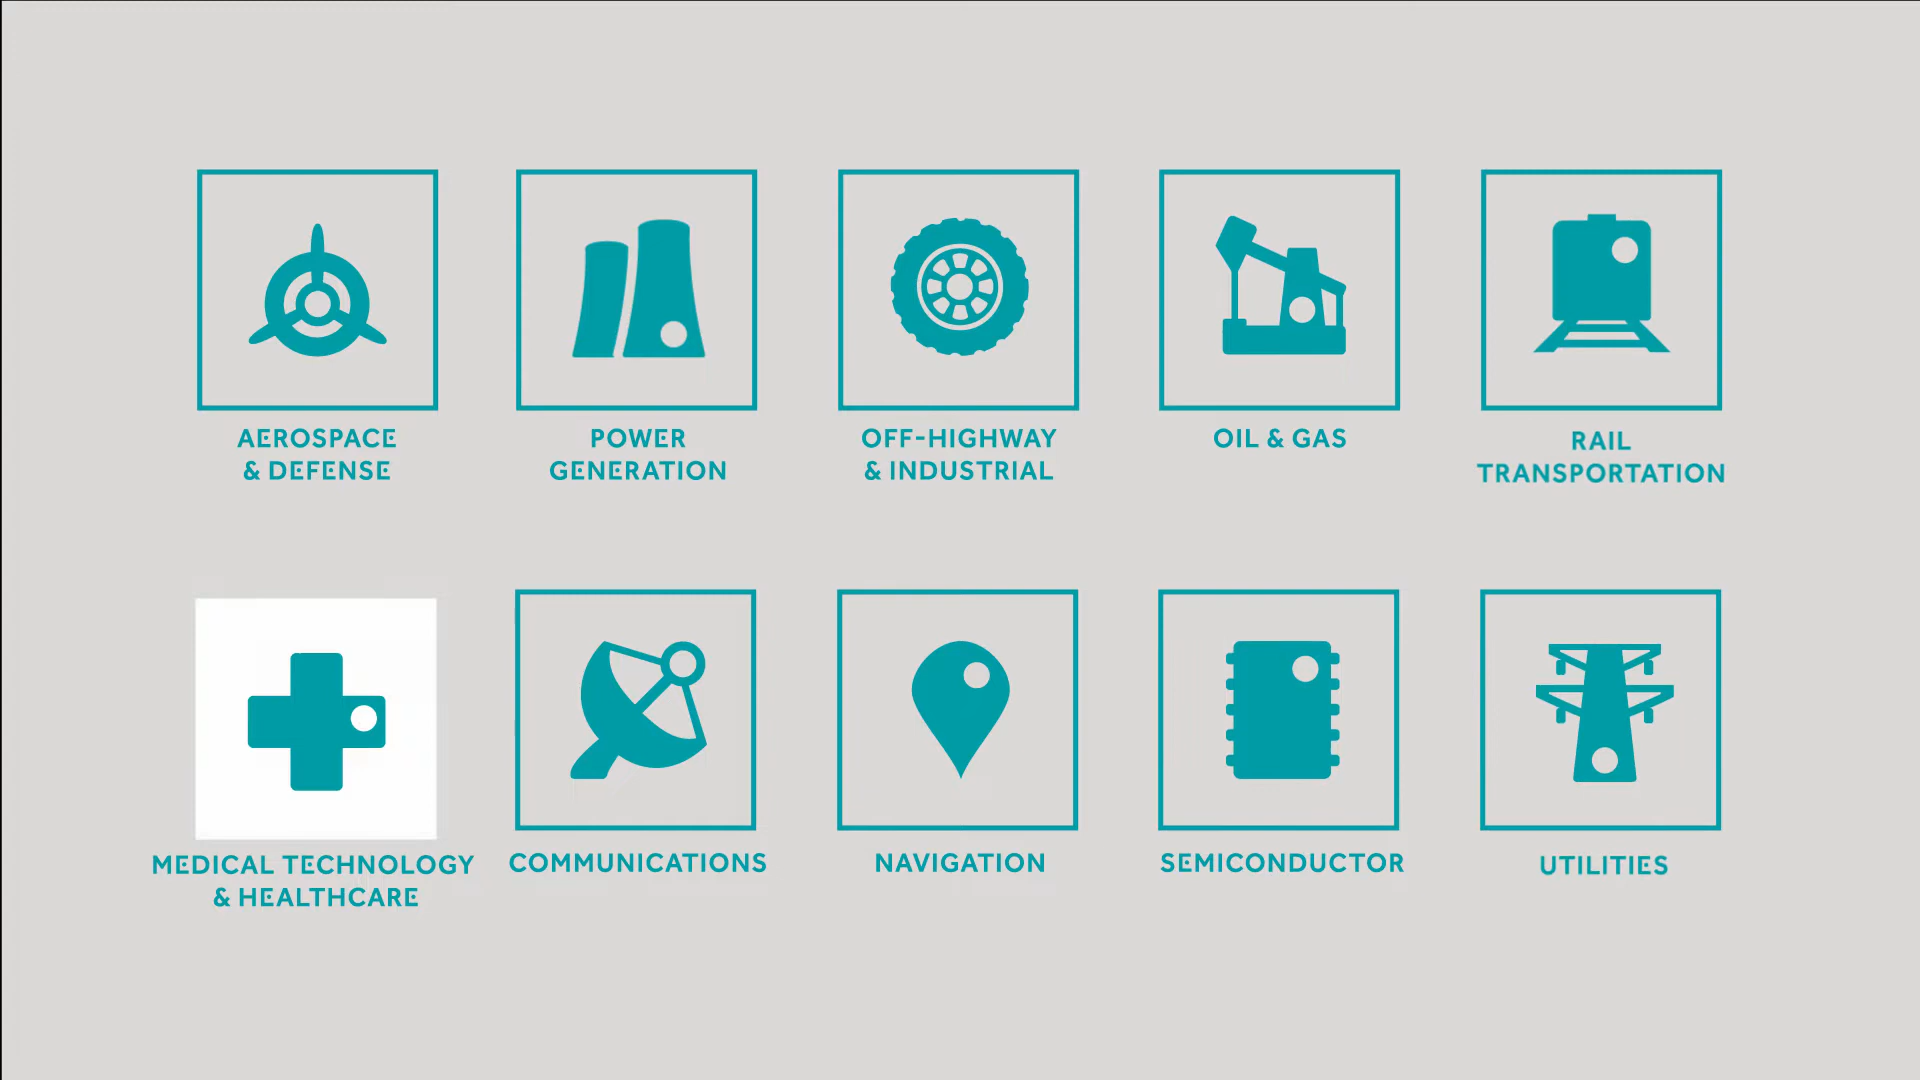 AEROSPACE
& DEFENSE
POWER
GENERATION
OFF-HIGHWAY
& INDUSTRIAL
OIL & GAS
RAIL
TRANSPORTATION
MEDICAL TECHNOLOGY
& HEALTHCARE
COMMUNICATIONS
NAVIGATION
SEMICONDUCTOR
UTILITIES